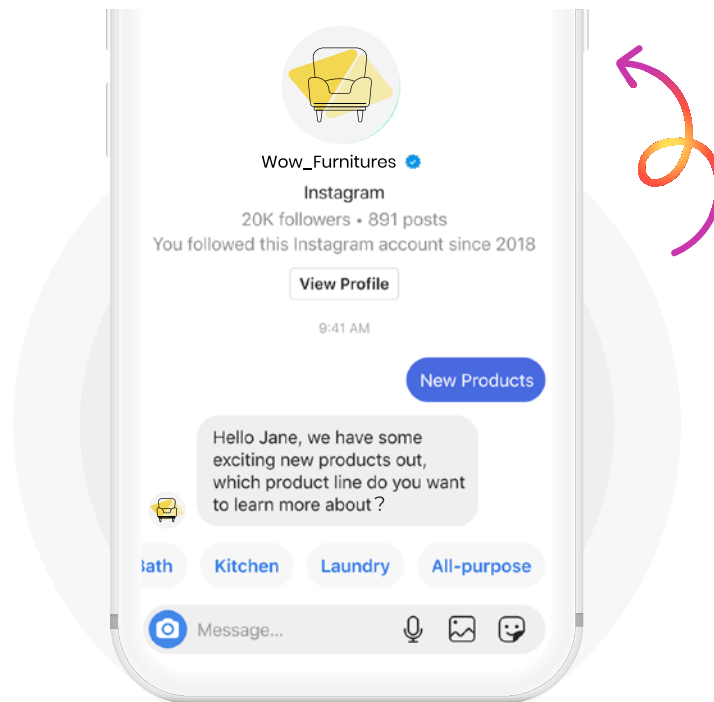 Wow_Furnitures
Instagram
20K followers • 891 posts
You followed this Instagram account since 2018
View Profile
9:41 AM
New Products
Hello Jane, we have some
exciting new products out,
which product line do you want
to learn more about?
Bath Kitchen Laundry All-purpose
Message...